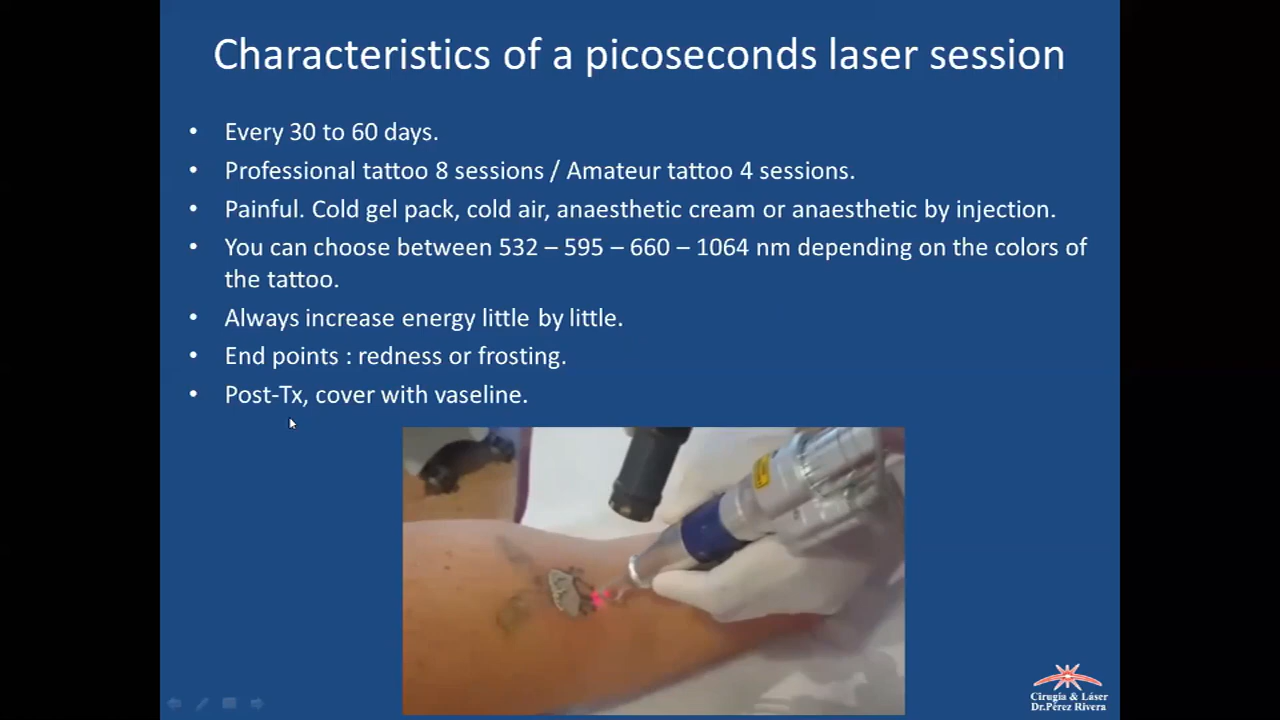 Characteristics of a picoseconds laser session
• Every 30 to 60 days.
• Professional tattoo 8 sessions / Amateur tattoo 4 sessions.
• Painful. Cold gel pack, cold air, anaesthetic cream or anaesthetic by injection.
• You can choose between 532 – 595 – 660 – 1064 nm depending on the colors of
the tattoo.
• Always increase energy little by little.
• End points : redness or frosting.
• Post-Tx, cover with vaseline.
Cirugía & Láser
Dr.Pérez Rivera